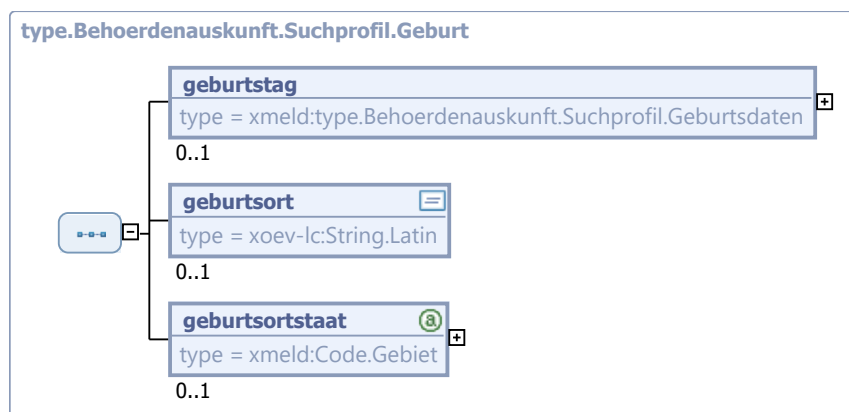 type.Behoerdenauskunft.Suchprofil.Geburt
geburtstag
type = xmeld:type.Behoerdenauskunft.Suchprofil.Geburtsdaten
0..1
geburtsort
type = xoev-lc:String.Latin
0..1
geburtsortstaat
type = xmeld:Code.Gebiet
0..1